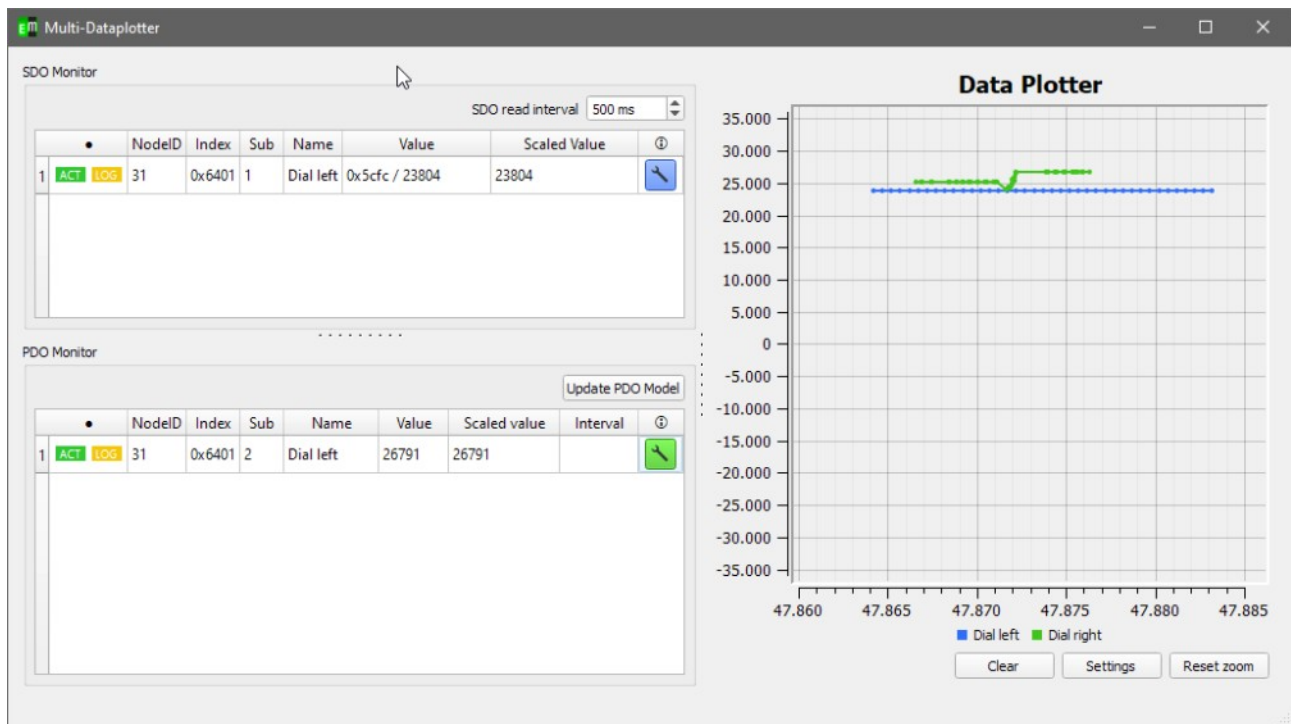 Em Multi-Dataplotter
SDO Monitor
SDO read interval 500 ms
• NodeID Index Sub Name Value Scaled Value ⓘ
1 ACT LOG 31 0x6401 1 Dial left 0x5cfc / 23804 23804
PDO Monitor
Update PDO Model
• NodeID Index Sub Name Value Scaled value Interval ⓘ
1 ACT LOG 31 0x6401 2 Dial left 26791 26791
Data Plotter
35.000
30.000
25.000
20.000
15.000
10.000
5.000
0
-5.000
-10.000
-15.000
-20.000
-25.000
-30.000
-35.000
47.860 47.865 47.870 47.875 47.880 47.885
Dial left Dial right
Clear Settings Reset zoom